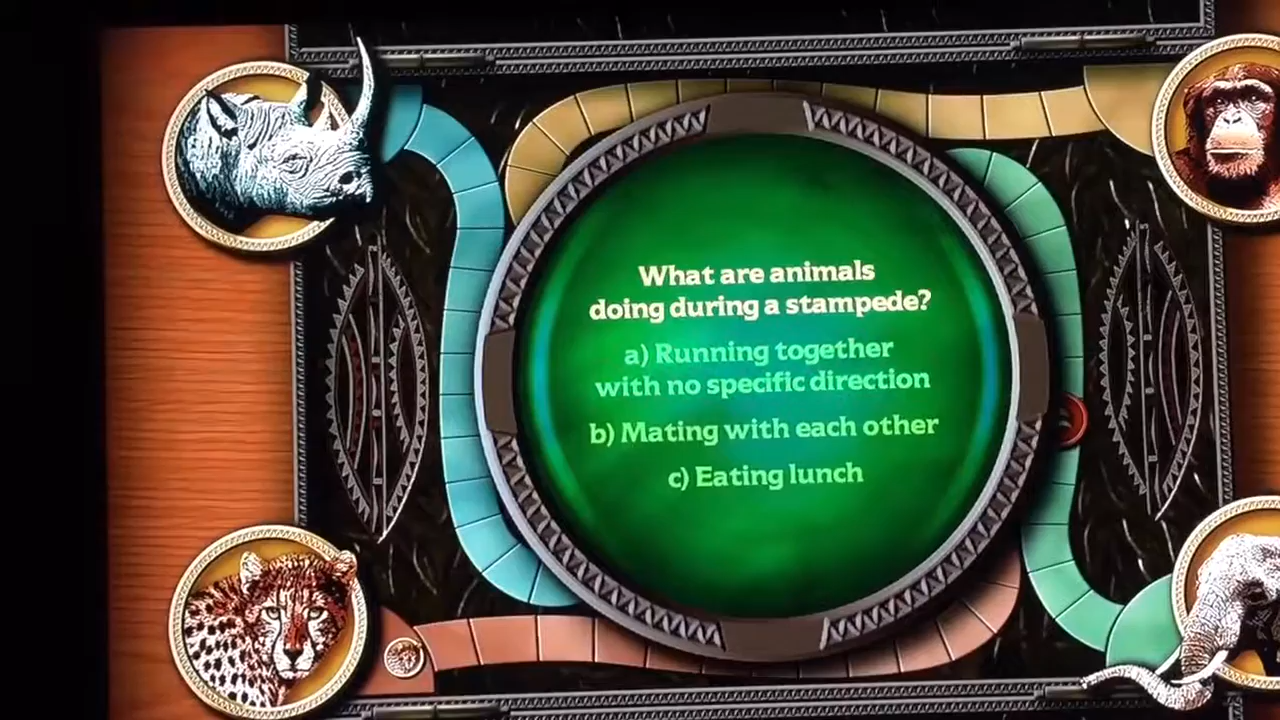 What are animals
doing during a stampede?
a) Running together
with no specific direction
b) Mating with each other
c) Eating lunch